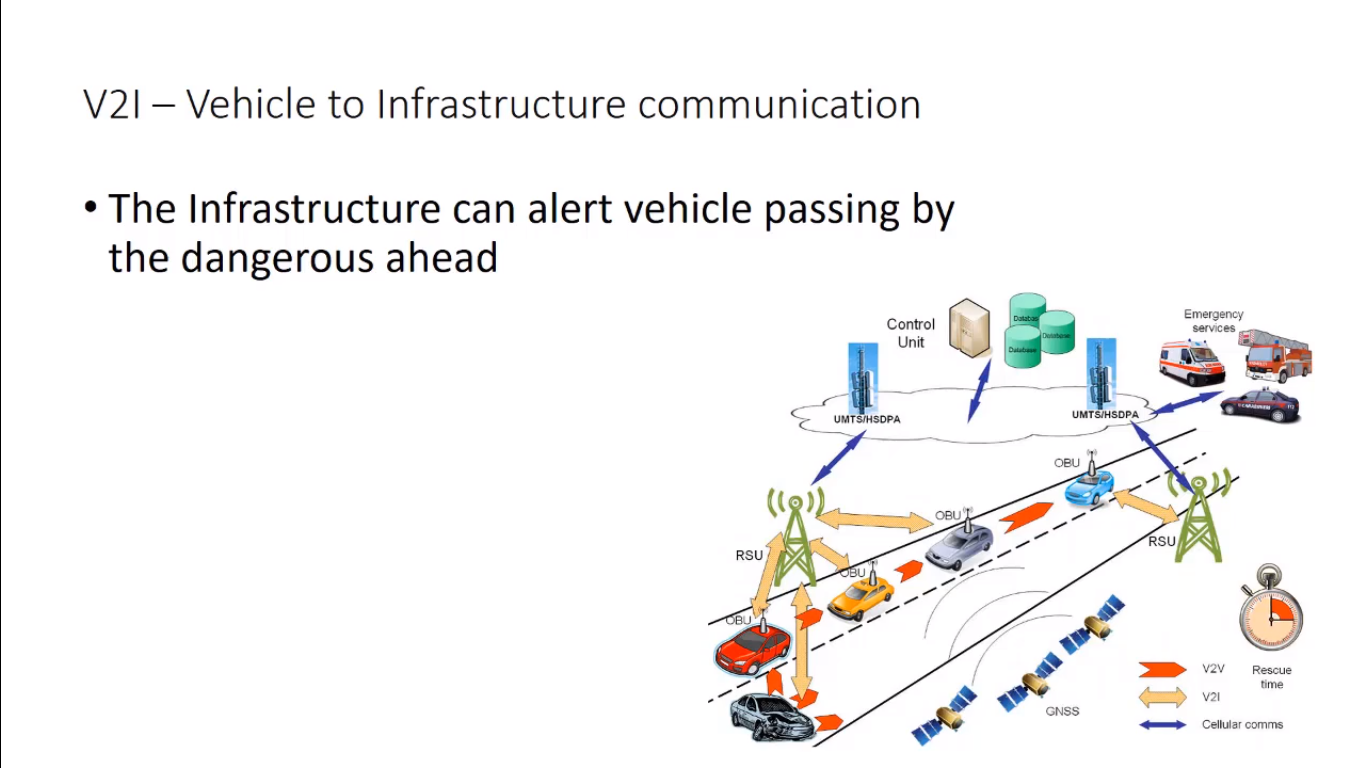 V2I – Vehicle to Infrastructure communication
• The Infrastructure can alert vehicle passing by
the dangerous ahead
Control
Unit
Databas
Database
Database
Emergency
services
UMTS/HSDPA
UMTS/HSDPA
OBU
OBU
RSU
RSU
OBU
OBU
GNSS
V2V
V2I
Cellular comms
Rescue
time